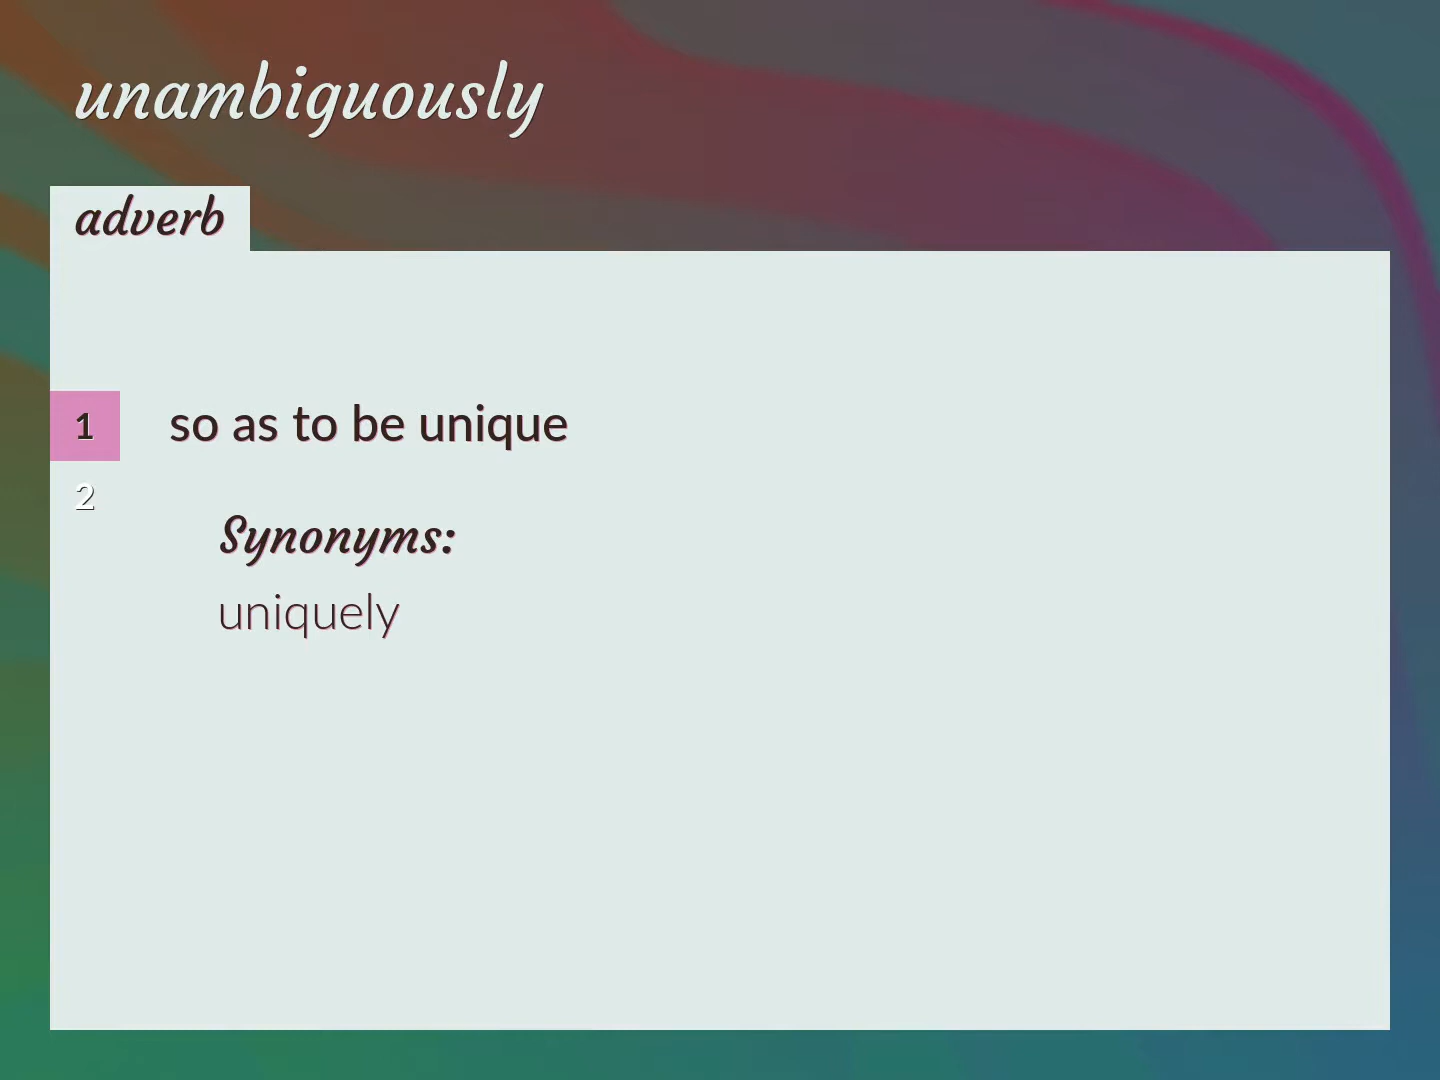 unambiguously
adverb
1 so as to be unique
2
Synonyms:
uniquely